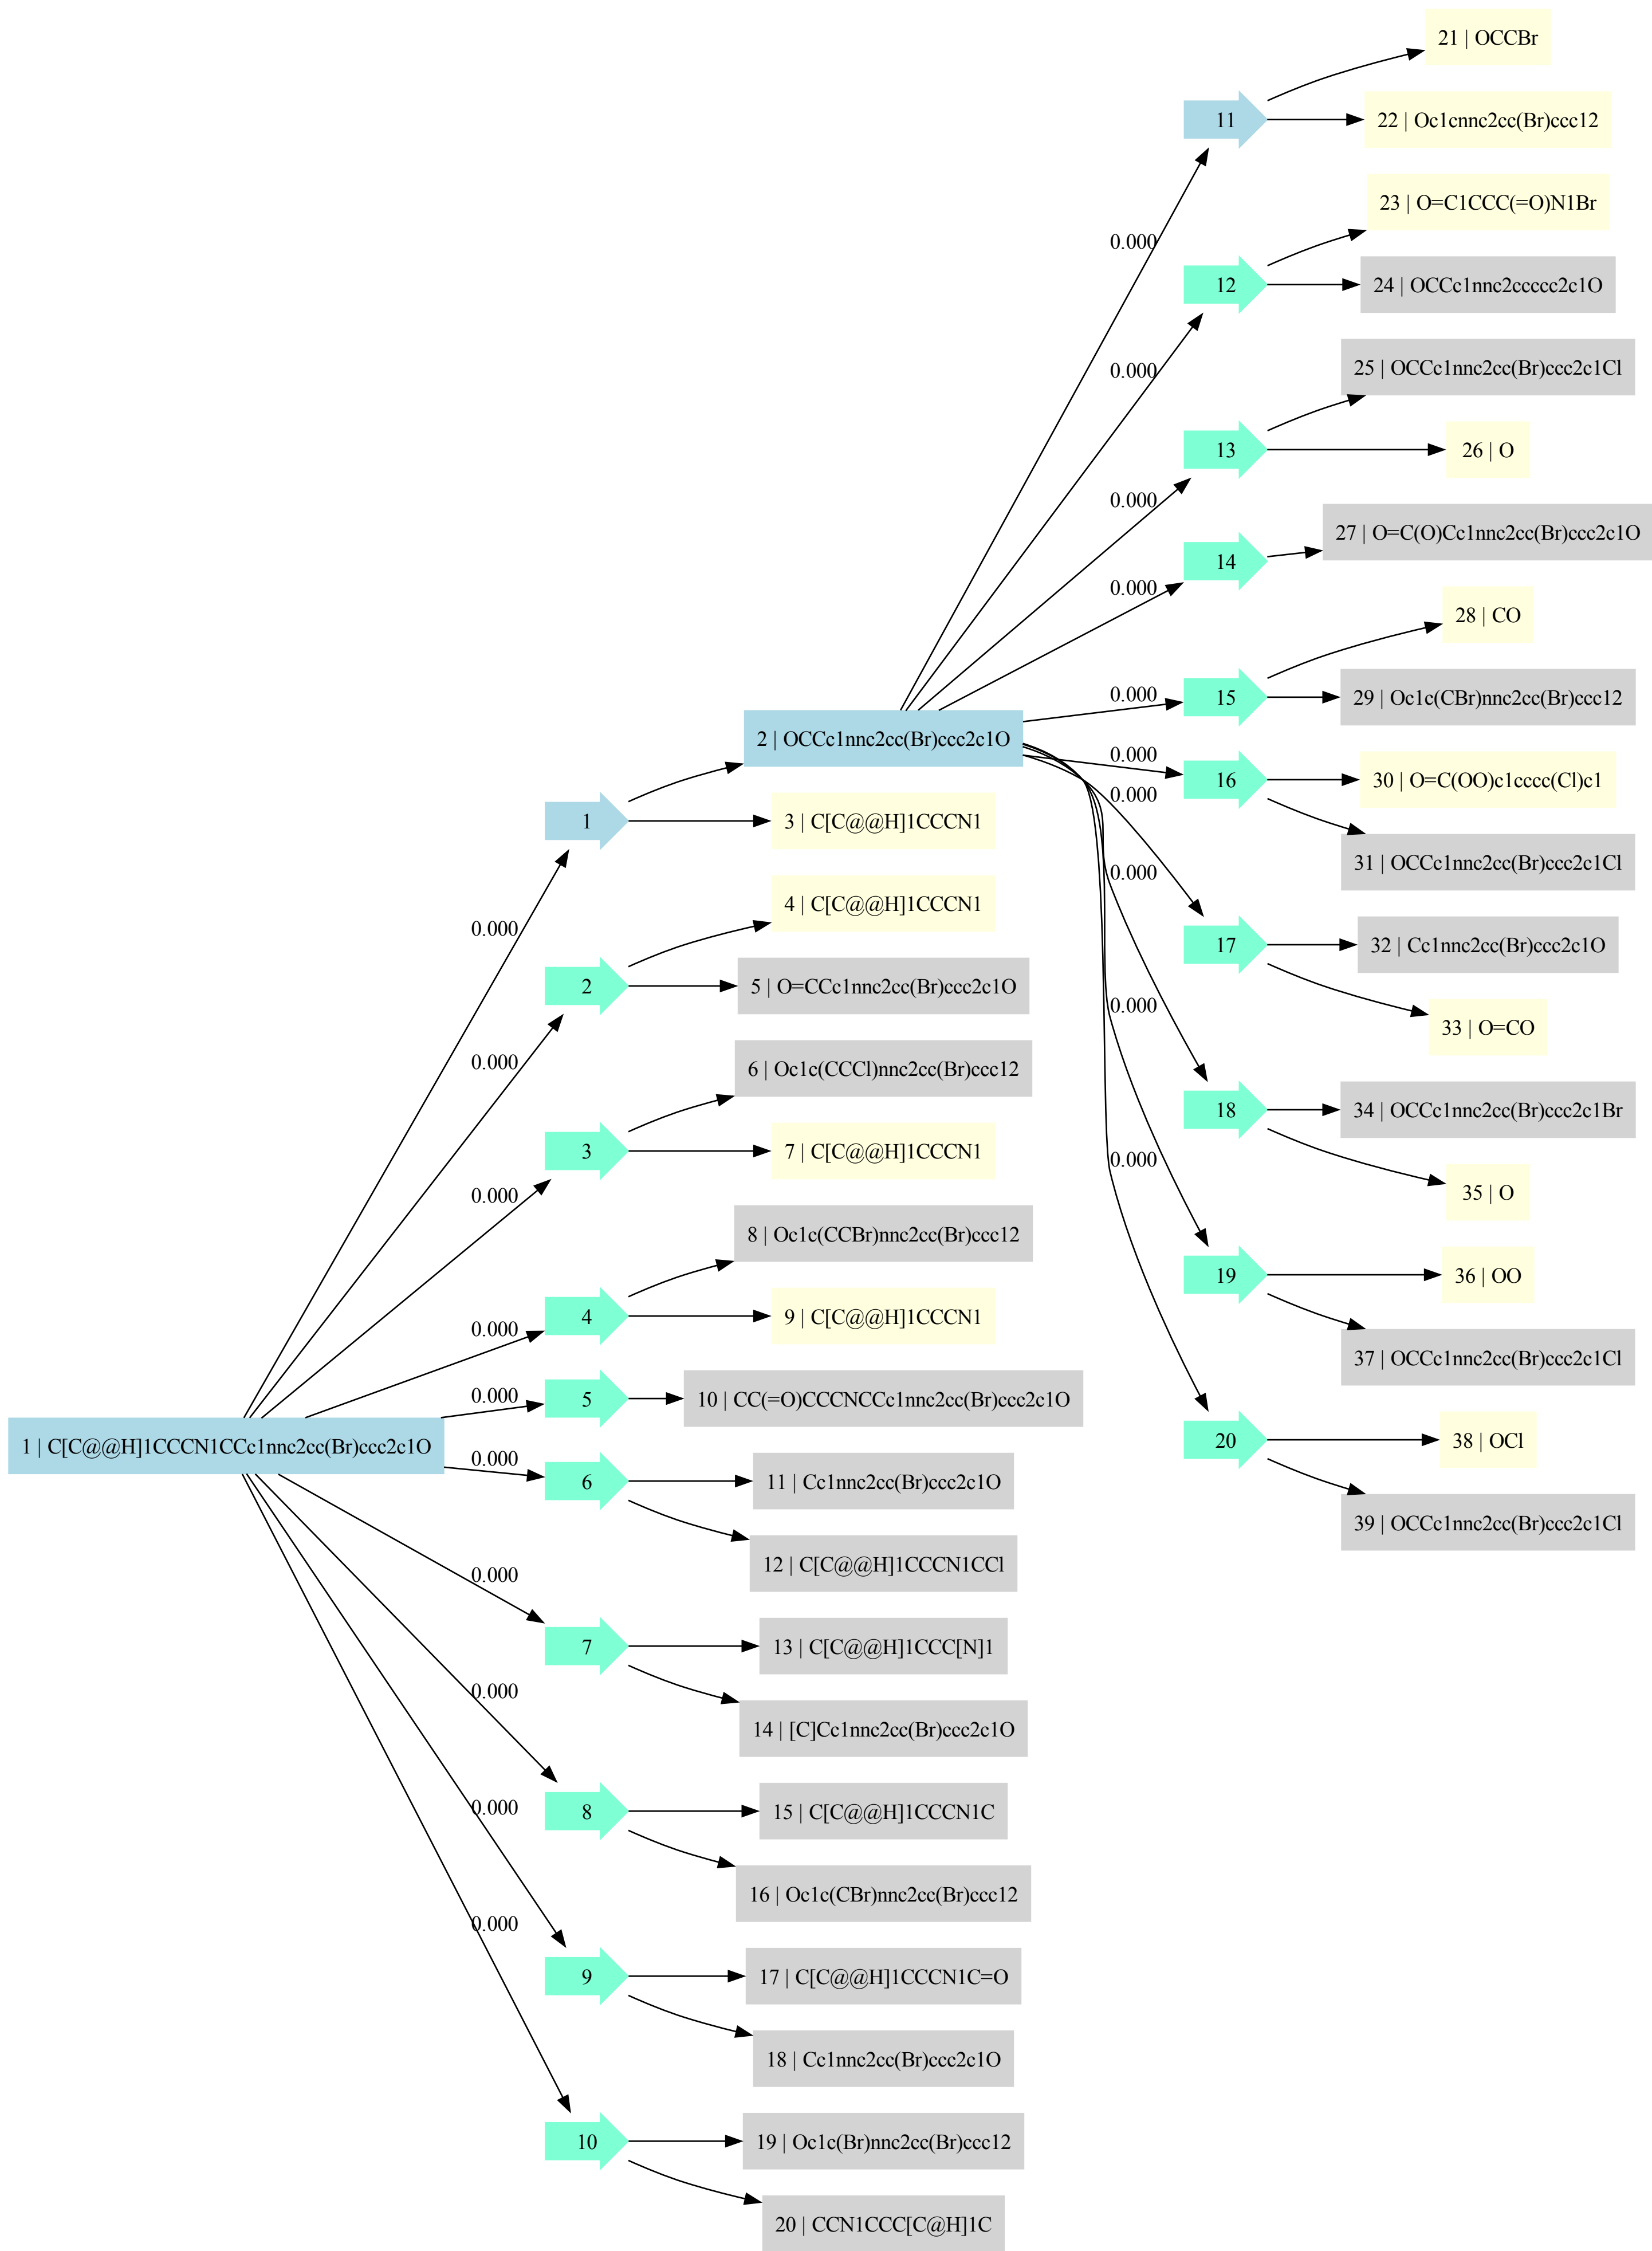 21 | OCCBr
11
22 | Oc1cnnc2cc(Br)ccc12
23 | O=C1CCC(=O)N1Br
0.000
12
24 | OCCc1nnc2ccccc2c1O
25 | OCCc1nnc2cc(Br)ccc2c1Cl
0.000
13
26 | O
0.000
27 | O=C(O)Cc1nnc2cc(Br)ccc2c1O
14
0.000
28 | CO
0.000
15
29 | Oc1c(CBr)nnc2cc(Br)ccc12
2 | OCCc1nnc2cc(Br)ccc2c1O
0.000
16
30 | O=C(OO)c1cccc(Cl)c1
0.000
1
3 | C[C@@H]1CCCN1
31 | OCCc1nnc2cc(Br)ccc2c1Cl
0.000
4 | C[C@@H]1CCCN1
0.000
17
32 | Cc1nnc2cc(Br)ccc2c1O
2
5 | O=CCc1nnc2cc(Br)ccc2c1O
0.000
33 | O=CO
0.000
6 | Oc1c(CCCl)nnc2cc(Br)ccc12
18
34 | OCCc1nnc2cc(Br)ccc2c1Br
3
7 | C[C@@H]1CCCN1
0.000
35 | O
0.000
8 | Oc1c(CCBr)nnc2cc(Br)ccc12
19
36 | OO
4
9 | C[C@@H]1CCCN1
0.000
37 | OCCc1nnc2cc(Br)ccc2c1Cl
0.000
5
10 | CC(=O)CCCNCCc1nnc2cc(Br)ccc2c1O
20
38 | OCl
1 | C[C@@H]1CCCN1CCc1nnc2cc(Br)ccc2c1O
0.000
6
11 | Cc1nnc2cc(Br)ccc2c1O
39 | OCCc1nnc2cc(Br)ccc2c1Cl
12 | C[C@@H]1CCCN1CCl
0.000
7
13 | C[C@@H]1CCC[N]1
0.000
14 | [C]Cc1nnc2cc(Br)ccc2c1O
0.000
8
15 | C[C@@H]1CCCN1C
16 | Oc1c(CBr)nnc2cc(Br)ccc12
0.000
9
17 | C[C@@H]1CCCN1C=O
18 | Cc1nnc2cc(Br)ccc2c1O
10
19 | Oc1c(Br)nnc2cc(Br)ccc12
20 | CCN1CCC[C@H]1C